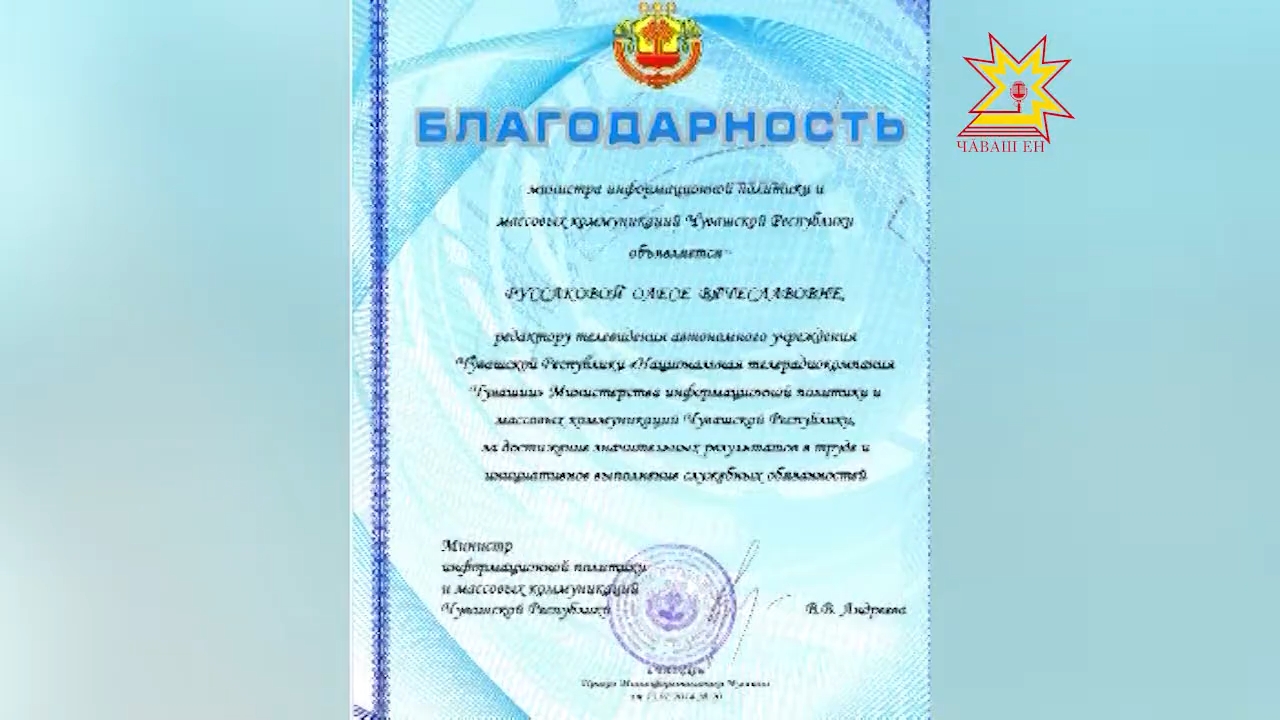 БЛАГОДАРНОСТЬ
министра информационной политики и
массовых коммуникаций Чувашской Республики
объявляется
РУССАКОВОЙ ОЛЕСЕ ВЯЧЕСЛАВОВНЕ,
редактору телевидения автономного учреждения
Чувашской Республики «Национальная телерадиокомпания
Чувашии» Министерства информационной политики и
массовых коммуникаций Чувашской Республики,
за достижение значительных результатов в труде и
инициативное выполнение служебных обязанностей
Министр
информационной политики
и массовых коммуникаций
Чувашской Республики
В.В. Андреева
ЧӐВАШ ЕН